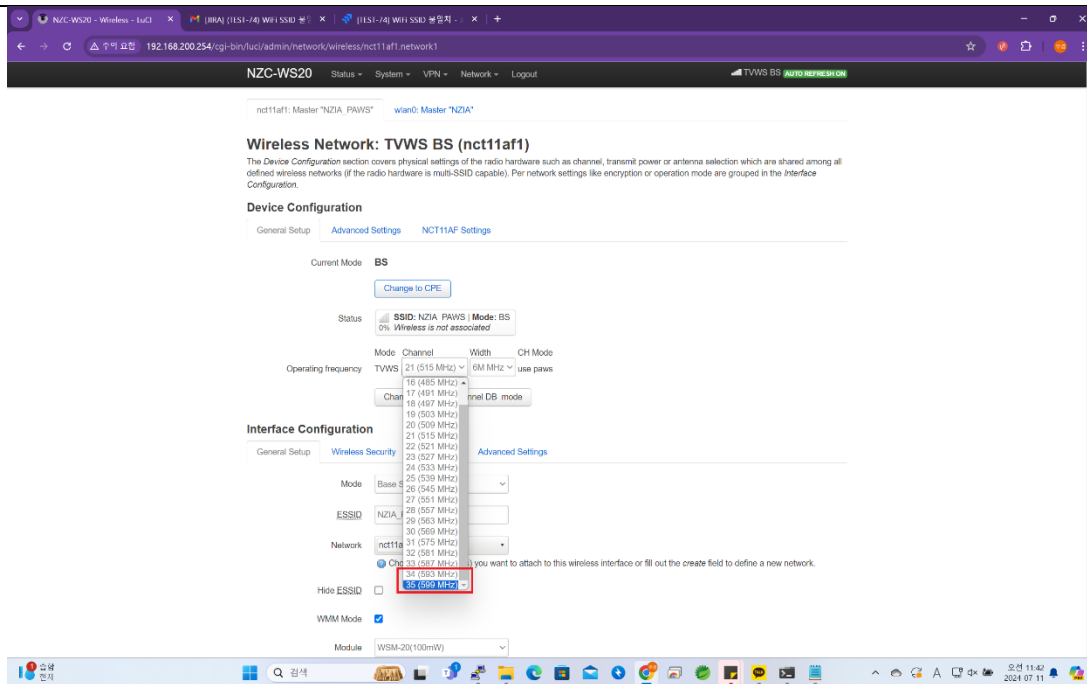 NZC-WS20 - Wireless - LuCI
[JIRA] (TEST-74) WiFi SSID
[TEST-74] WiFi SSID 불일치 - J
주의 요함 192.168.200.254/cgi-bin/luci/admin/network/wireless/nct11af1.network1
NZC-WS20 Status System VPN Network Logout TVWS BS AUTO REFRESH ON
nct11af1: Master "NZIA_PAWS" wlan0: Master "NZIA"
Wireless Network: TVWS BS (nct11af1)
The Device Configuration section covers physical settings of the radio hardware such as channel, transmit power or antenna selection which are shared among all
defined wireless networks (if the radio hardware is multi-SSID capable). Per network settings like encryption or operation mode are grouped in the Interface
Configuration.
Device Configuration
General Setup Advanced Settings NCT11AF Settings
Current Mode BS
Change to CPE
Status SSID: NZIA_PAWS | Mode: BS
0% Wireless is not associated
Mode Channel Width CH Mode
Operating frequency TVWS 21 (515 MHz) 6M MHz use paws
16 (485 MHz)
17 (491 MHz)
18 (497 MHz)
19 (503 MHz)
20 (509 MHz)
21 (515 MHz)
22 (521 MHz)
23 (527 MHz)
24 (533 MHz)
25 (539 MHz)
26 (545 MHz)
27 (551 MHz)
28 (557 MHz)
29 (563 MHz)
30 (569 MHz)
31 (575 MHz)
32 (581 MHz)
33 (587 MHz)
34 (593 MHz)
35 (599 MHz)
DB mode
Interface Configuration
General Setup Wireless Security Advanced Settings
Mode Base
ESSID
Network
you want to attach to this wireless interface or fill out the create field to define a new network.
Hide ESSID
WMM Mode
Module WSM-20(100mW)
검색
A
오전 11:42
2024 07 11